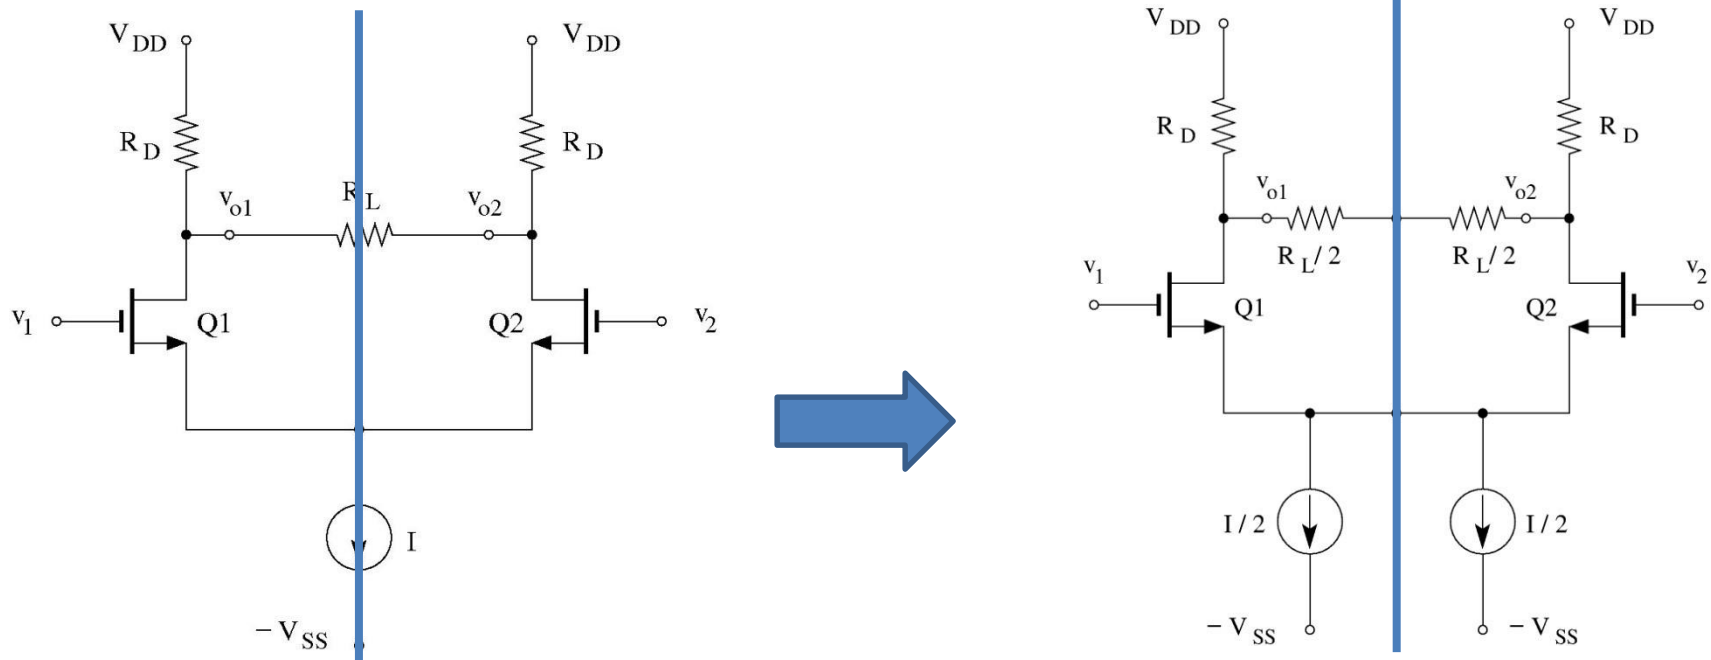 V DD
V DD
R D
R D
v o1
R L
v o2
v 1
Q1
Q2
v 2
I
− V SS
V DD
V DD
R D
R D
v o1
v o2
R L / 2
R L / 2
v 1
Q1
Q2
v 2
I / 2
I / 2
− V SS
− V SS